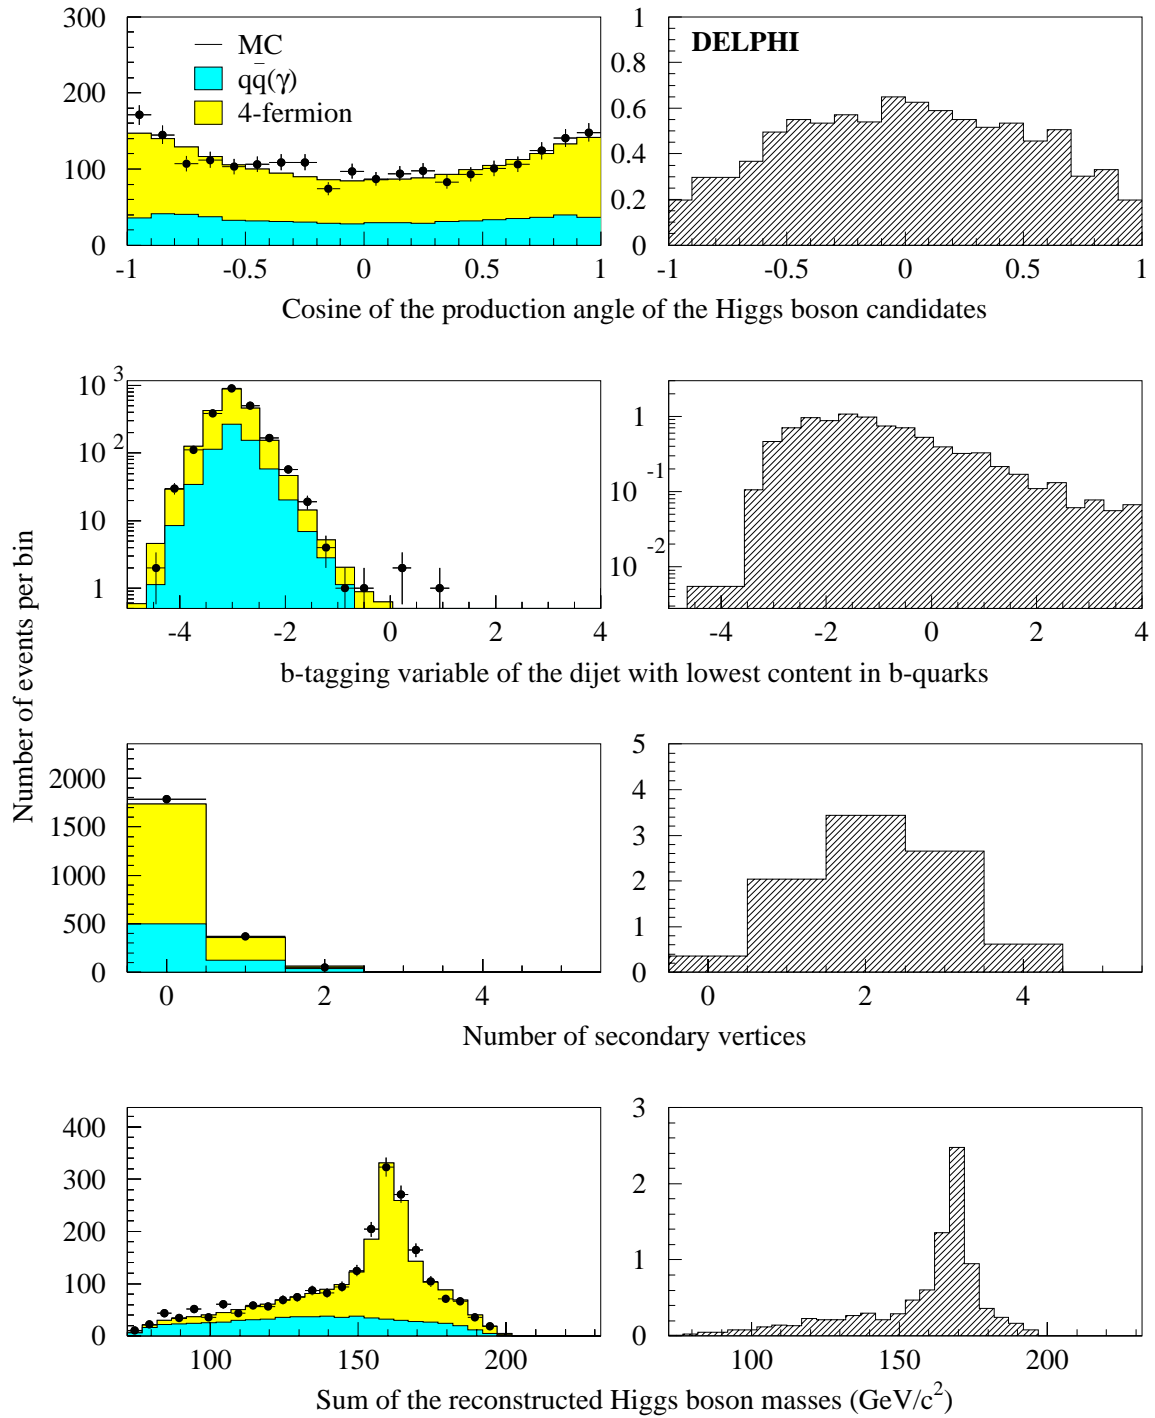 300
200
100
0
MC
qq̄(γ)
4-fermion
-1 -0.5 0 0.5 1
1
0.8
0.6
0.4
0.2
0
DELPHI
-1 -0.5 0 0.5 1
Cosine of the production angle of the Higgs boson candidates
Number of events per bin
10^3
10^2
10
1
-4 -2 0 2 4
1
10^-1
10^-2
-4 -2 0 2 4
b-tagging variable of the dijet with lowest content in b-quarks
2000
1500
1000
500
0
0 2 4
5
4
3
2
1
0
0 2 4
Number of secondary vertices
400
300
200
100
0
100 150 200
3
2
1
0
100 150 200
Sum of the reconstructed Higgs boson masses (GeV/c^2)